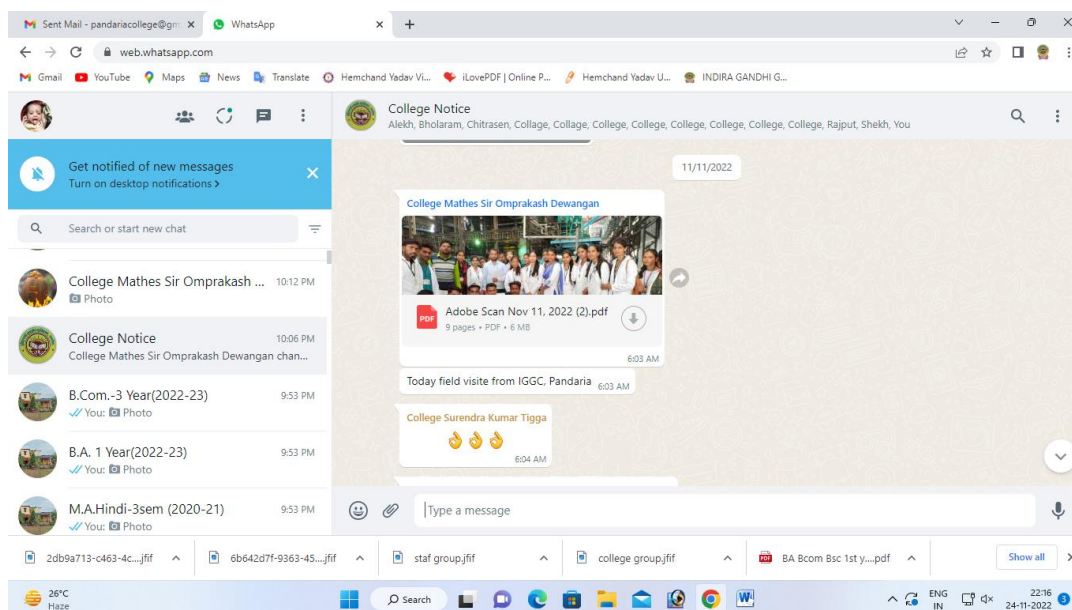 Sent Mail - pandariacollege@gm
WhatsApp
web.whatsapp.com
Gmail
YouTube
Maps
News
Translate
Hemchand Yadav Vi...
iLovePDF | Online P...
Hemchand Yadav U...
INDIRA GANDHI G...
College Notice
Alekh, Bholaram, Chitrasen, Collage, Collage, College, College, College, College, College, College, Rajput, Shekh, You
Get notified of new messages
Turn on desktop notifications >
Search or start new chat
College Mathes Sir Omprakash ... 10:12 PM
Photo
College Notice 10:06 PM
College Mathes Sir Omprakash Dewangan chan...
B.Com.-3 Year(2022-23) 9:53 PM
You: Photo
B.A. 1 Year(2022-23) 9:53 PM
You: Photo
M.A.Hindi-3sem (2020-21) 9:53 PM
You: Photo
11/11/2022
College Mathes Sir Omprakash Dewangan
PDF
Adobe Scan Nov 11, 2022 (2).pdf
9 pages • PDF • 6 MB
6:03 AM
Today field visite from IGGC, Pandaria 6:03 AM
College Surendra Kumar Tigga
6:04 AM
Type a message
2db9a713-c463-4c....jfif
6b642d7f-9363-45....jfif
staf group.jfif
college group.jfif
BA Bcom Bsc 1st y....pdf
Show all
26°C
Haze
Search
ENG
IN
22:16
24-11-2022
3